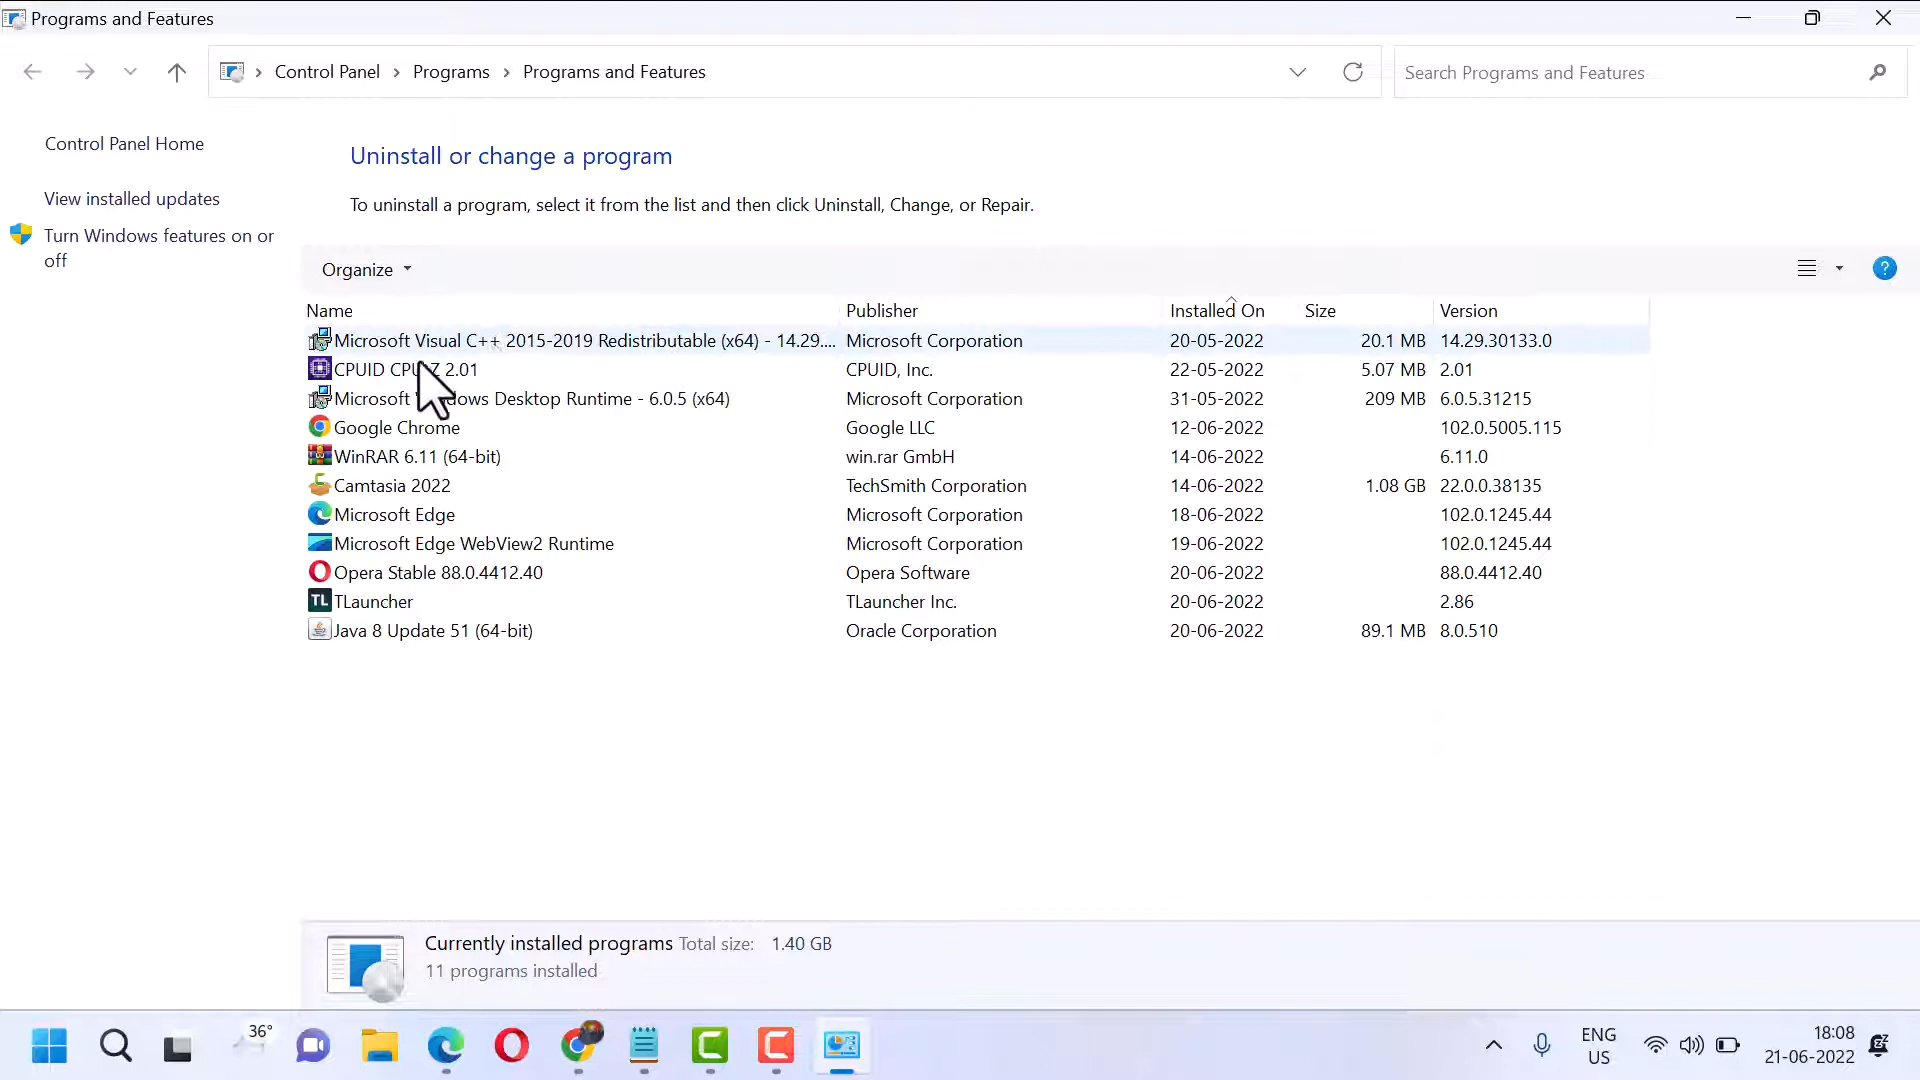 Programs and Features
Control Panel > Programs > Programs and Features
Search Programs and Features
Control Panel Home
View installed updates
Turn Windows features on or
off
Uninstall or change a program
To uninstall a program, select it from the list and then click Uninstall, Change, or Repair.
Organize
Name Publisher Installed On Size Version
Microsoft Visual C++ 2015-2019 Redistributable (x64) - 14.29.... Microsoft Corporation 20-05-2022 20.1 MB 14.29.30133.0
CPUID CPU-Z 2.01 CPUID, Inc. 22-05-2022 5.07 MB 2.01
Microsoft Windows Desktop Runtime - 6.0.5 (x64) Microsoft Corporation 31-05-2022 209 MB 6.0.5.31215
Google Chrome Google LLC 12-06-2022 102.0.5005.115
WinRAR 6.11 (64-bit) win.rar GmbH 14-06-2022 6.11.0
Camtasia 2022 TechSmith Corporation 14-06-2022 1.08 GB 22.0.0.38135
Microsoft Edge Microsoft Corporation 18-06-2022 102.0.1245.44
Microsoft Edge WebView2 Runtime Microsoft Corporation 19-06-2022 102.0.1245.44
Opera Stable 88.0.4412.40 Opera Software 20-06-2022 88.0.4412.40
TL TLauncher TLauncher Inc. 20-06-2022 2.86
Java 8 Update 51 (64-bit) Oracle Corporation 20-06-2022 89.1 MB 8.0.510
Currently installed programs Total size: 1.40 GB
11 programs installed
36°
ENG
US
18:08
21-06-2022